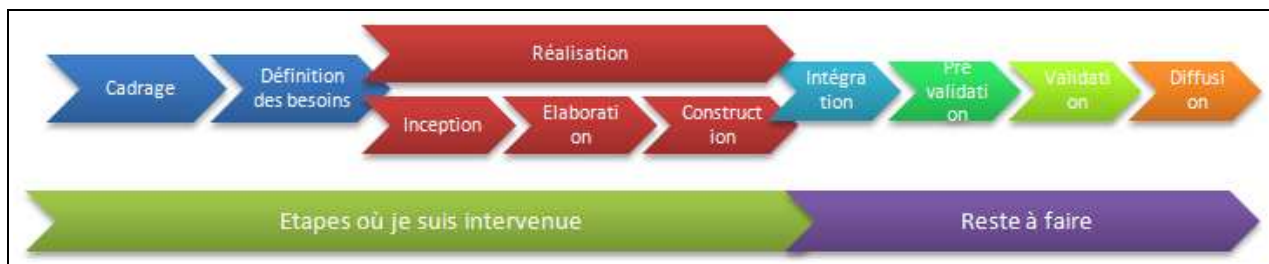 Réalisation
Cadrage
Définition
des besoins
Inception
Elaborati
on
Construct
ion
Intégra
tion
Pré
validati
on
Validati
on
Diffusi
on
Etapes où je suis intervenue
Reste à faire